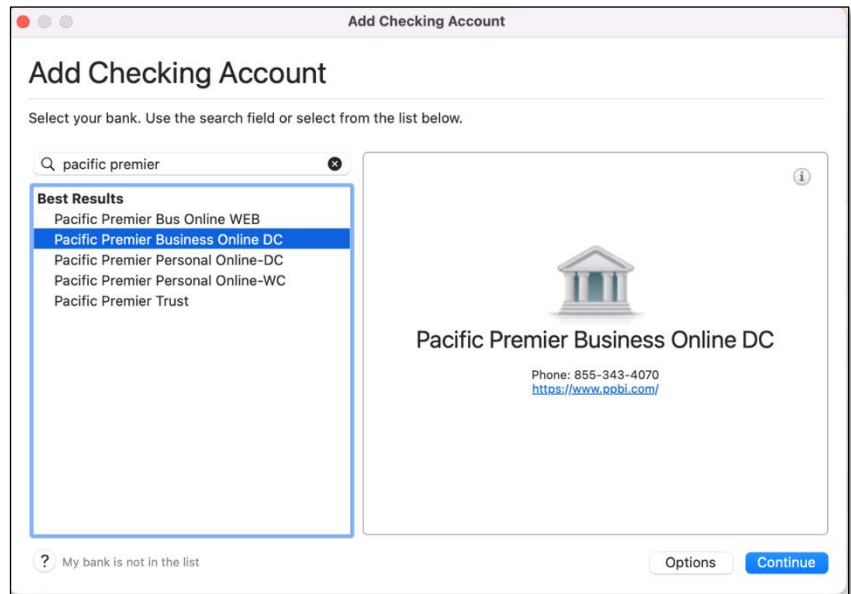 Add Checking Account
Add Checking Account
Select your bank. Use the search field or select from the list below.
pacific premier
Best Results
Pacific Premier Bus Online WEB
Pacific Premier Business Online DC
Pacific Premier Personal Online-DC
Pacific Premier Personal Online-WC
Pacific Premier Trust
Pacific Premier Business Online DC
Phone: 855-343-4070
https://www.ppbi.com/
? My bank is not in the list
Options
Continue